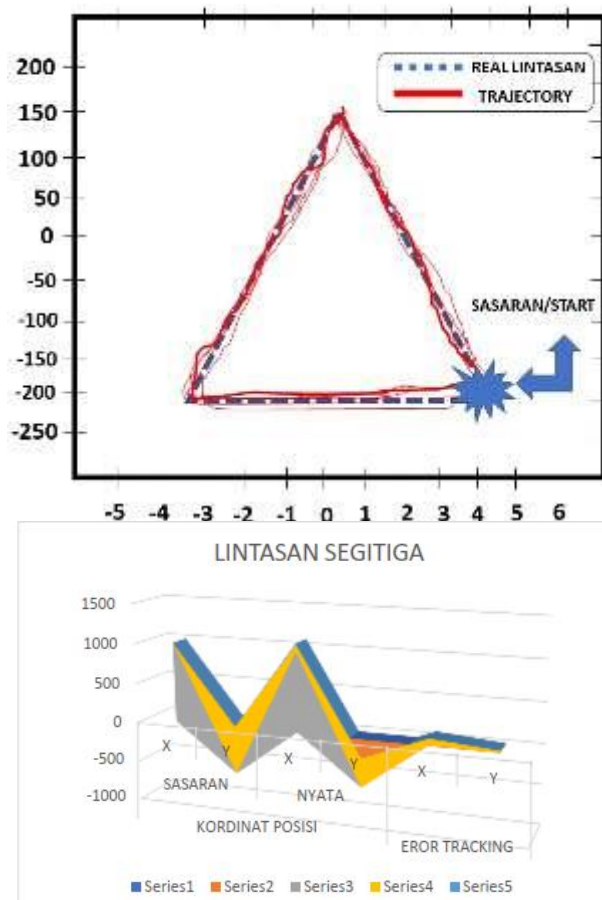 200
150
100
50
0
-50
-100
-150
-200
-250
REAL LINTASAN
TRAJECTORY
SASARAN/START
-5 -4 -3 -2 -1 0 1 2 3 4 5 6
LINTASAN SEGITIGA
1500
1000
500
0
-500
-1000
X Y X Y X Y
SASARAN NYATA
KORDINAT POSISI EROR TRACKING
Series1 Series2 Series3 Series4 Series5